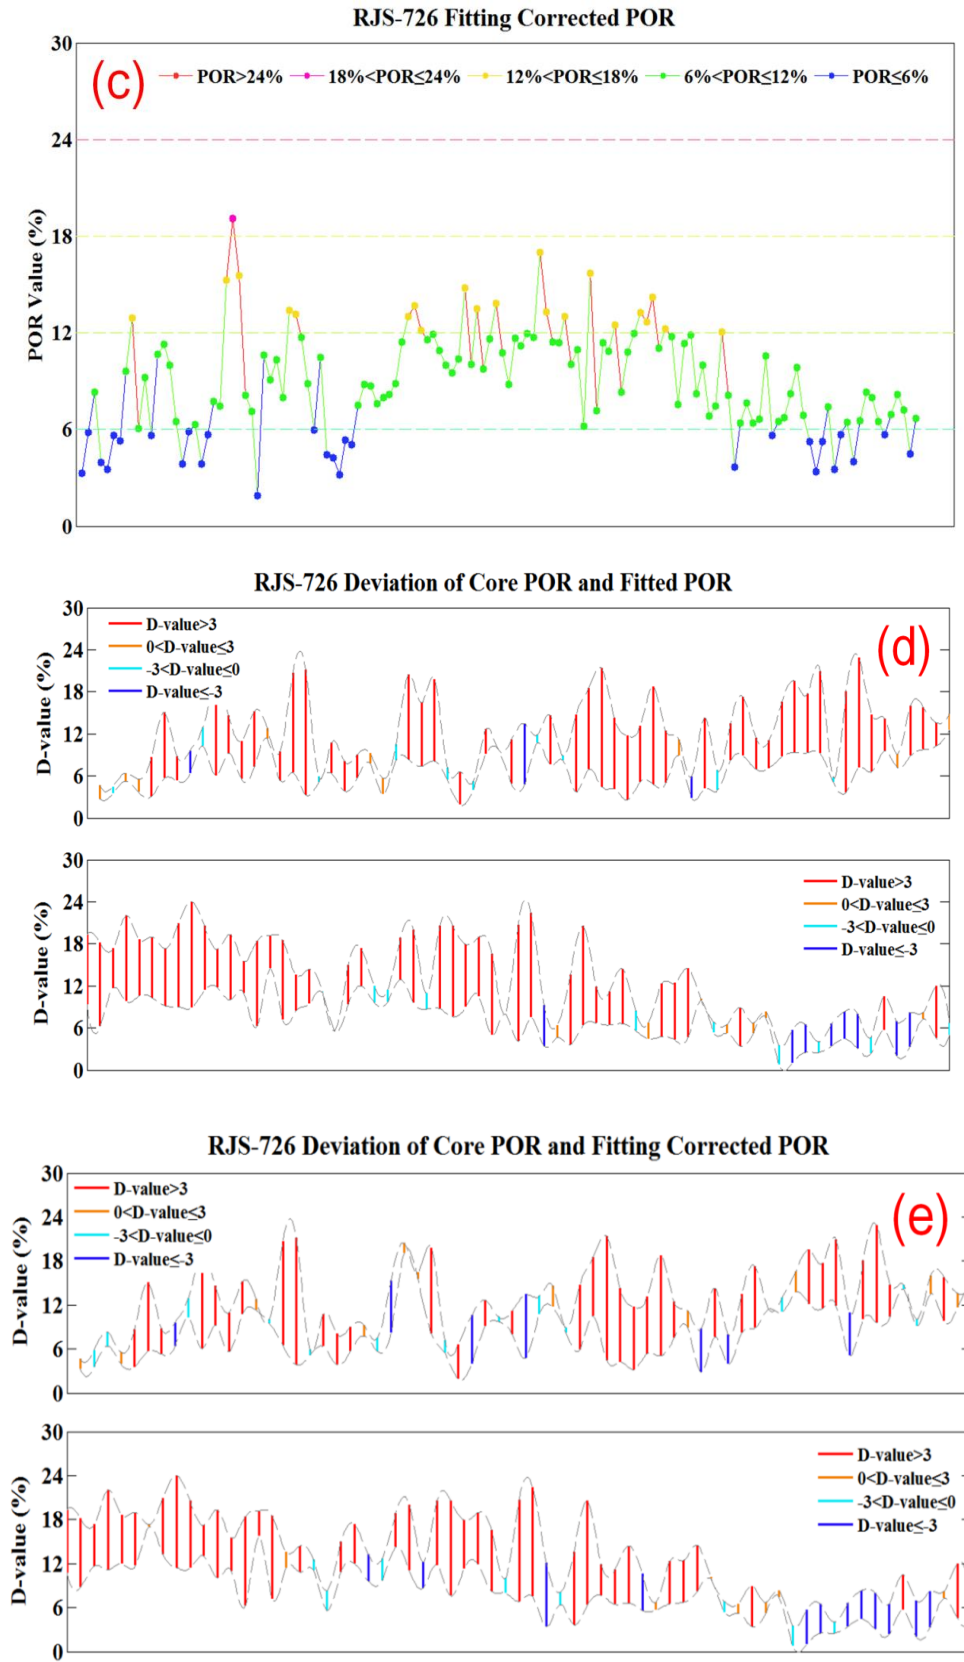 RJS-726 Fitting Corrected POR
30
(c)
POR>24% 18%<POR≤24% 12%<POR≤18% 6%<POR≤12% POR≤6%
24
18
12
6
0
POR Value (%)
RJS-726 Deviation of Core POR and Fitted POR
30
D-value>3
0<D-value≤3
-3<D-value≤0
D-value≤-3
(d)
24
18
12
6
0
D-value (%)
30
D-value>3
0<D-value≤3
-3<D-value≤0
D-value≤-3
24
18
12
6
0
D-value (%)
RJS-726 Deviation of Core POR and Fitting Corrected POR
30
D-value>3
0<D-value≤3
-3<D-value≤0
D-value≤-3
(e)
24
18
12
6
0
D-value (%)
30
D-value>3
0<D-value≤3
-3<D-value≤0
D-value≤-3
24
18
12
6
0
D-value (%)